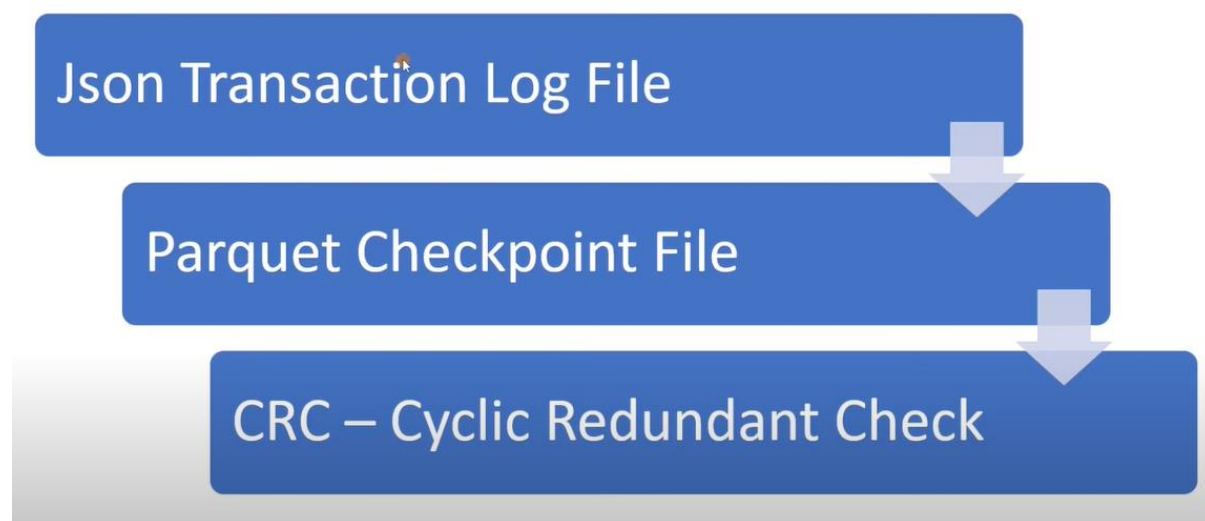 Json Transaction Log File
Parquet Checkpoint File
CRC – Cyclic Redundant Check